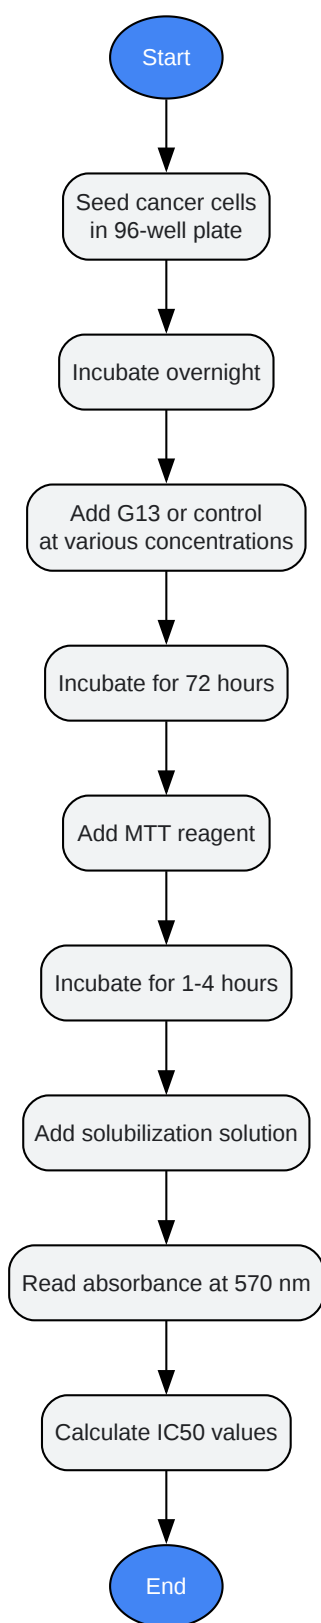 Start
Seed cancer cells
in 96-well plate
Incubate overnight
Add G13 or control
at various concentrations
Incubate for 72 hours
Add MTT reagent
Incubate for 1-4 hours
Add solubilization solution
Read absorbance at 570 nm
Calculate IC50 values
End